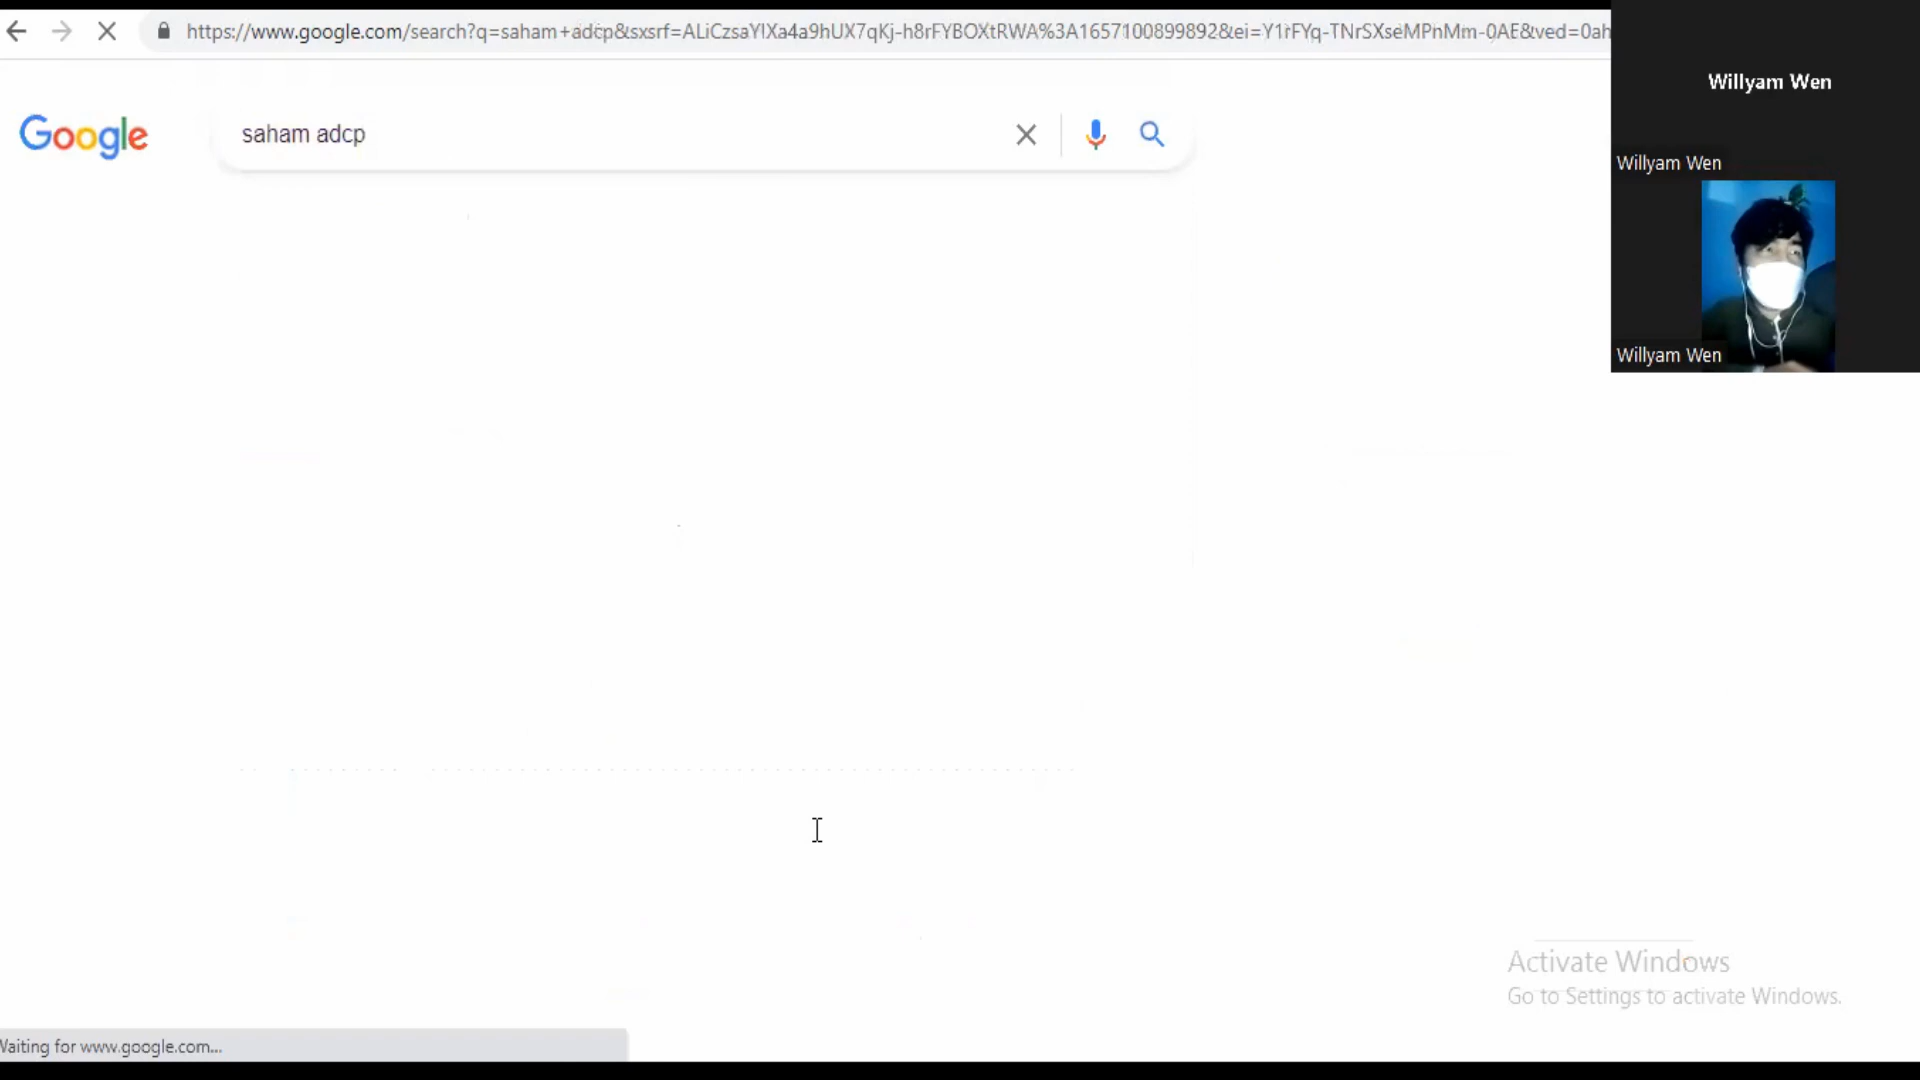 https://www.google.com/search?q=saham+adcp&sxsrf=ALiCzsaYlXa4a9hUX7qKj-h8rFYBOXtRWA%3A1657100899892&ei=Y1rFYq-TNrSXseMPnMm-0AE&ved=0ah
Willyam Wen
Google
saham adcp
Willyam Wen
Willyam Wen
Activate Windows
Go to Settings to activate Windows.
Waiting for www.google.com...